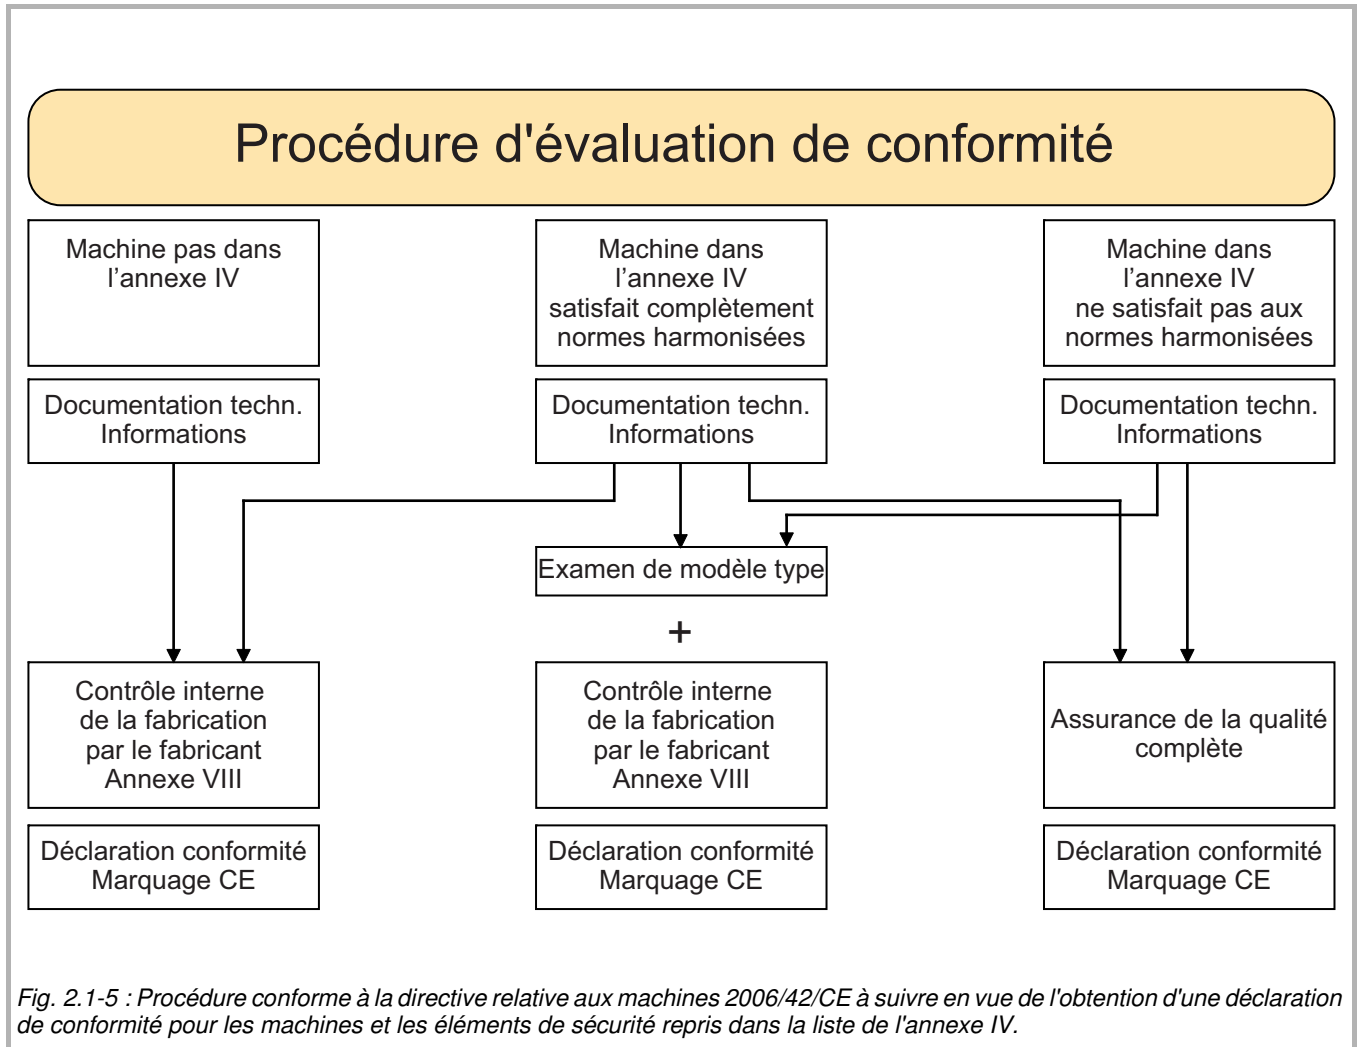 Procédure d'évaluation de conformité
Machine pas dans
l'annexe IV
Machine dans
l'annexe IV
satisfait complètement
normes harmonisées
Machine dans
l'annexe IV
ne satisfait pas aux
normes harmonisées
Documentation techn.
Informations
Documentation techn.
Informations
Documentation techn.
Informations
Examen de modèle type
+
Contrôle interne
de la fabrication
par le fabricant
Annexe VIII
Contrôle interne
de la fabrication
par le fabricant
Annexe VIII
Assurance de la qualité
complète
Déclaration conformité
Marquage CE
Déclaration conformité
Marquage CE
Déclaration conformité
Marquage CE
Fig. 2.1-5 : Procédure conforme à la directive relative aux machines 2006/42/CE à suivre en vue de l'obtention d'une déclaration
de conformité pour les machines et les éléments de sécurité repris dans la liste de l'annexe IV.